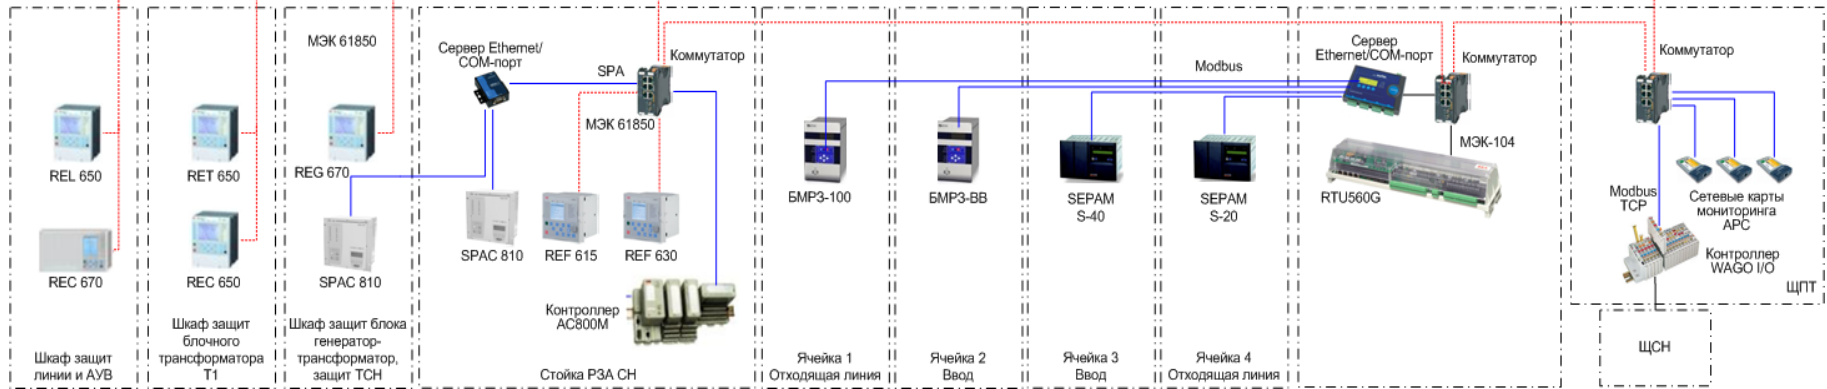 МЭК 61850
REL 650
REC 670
Шкаф защит
линии и АУВ
RET 650
REC 650
Шкаф защит
блочного
трансформатора
Т1
REG 670
SPAC 810
Шкаф защит блока
генератор-
трансформатор,
защит ТСН
Сервер Ethernet/
COM-порт
SPA
Коммутатор
МЭК 61850
SPAC 810
REF 615
REF 630
Контроллер
AC800M
Стойка РЗА СН
БМРЗ-100
Ячейка 1
Отходящая линия
БМРЗ-ВВ
Ячейка 2
Ввод
SEPAM
S-40
Ячейка 3
Ввод
Modbus
SEPAM
S-20
Ячейка 4
Отходящая линия
Сервер
Ethernet/COM-порт
Коммутатор
МЭК-104
RTU560G
Коммутатор
Modbus
TCP
Сетевые карты
мониторинга
APC
Контроллер
WAGO I/O
ЩПТ
ЩСН